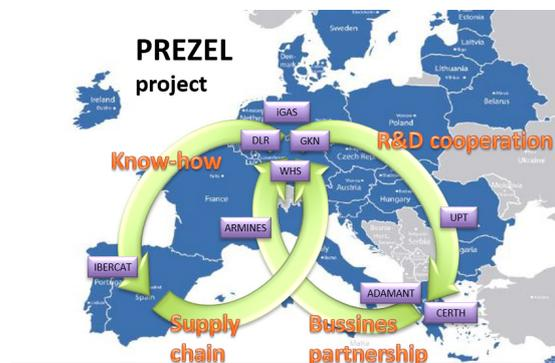 PREZEL
project
Sweden
Estonia
Latvia
Lithuania
Ireland
Belarus
Poland
iGAS
DLR
GKN
R&D cooperation
Know-how
Czech Rep
Ukraine
WHS
Austria
Hungary
France
ARMINES
UPT
Serbia
IBERCAT
Spain
ADAMANT
CERTH
Supply
chain
Bussines
partnership